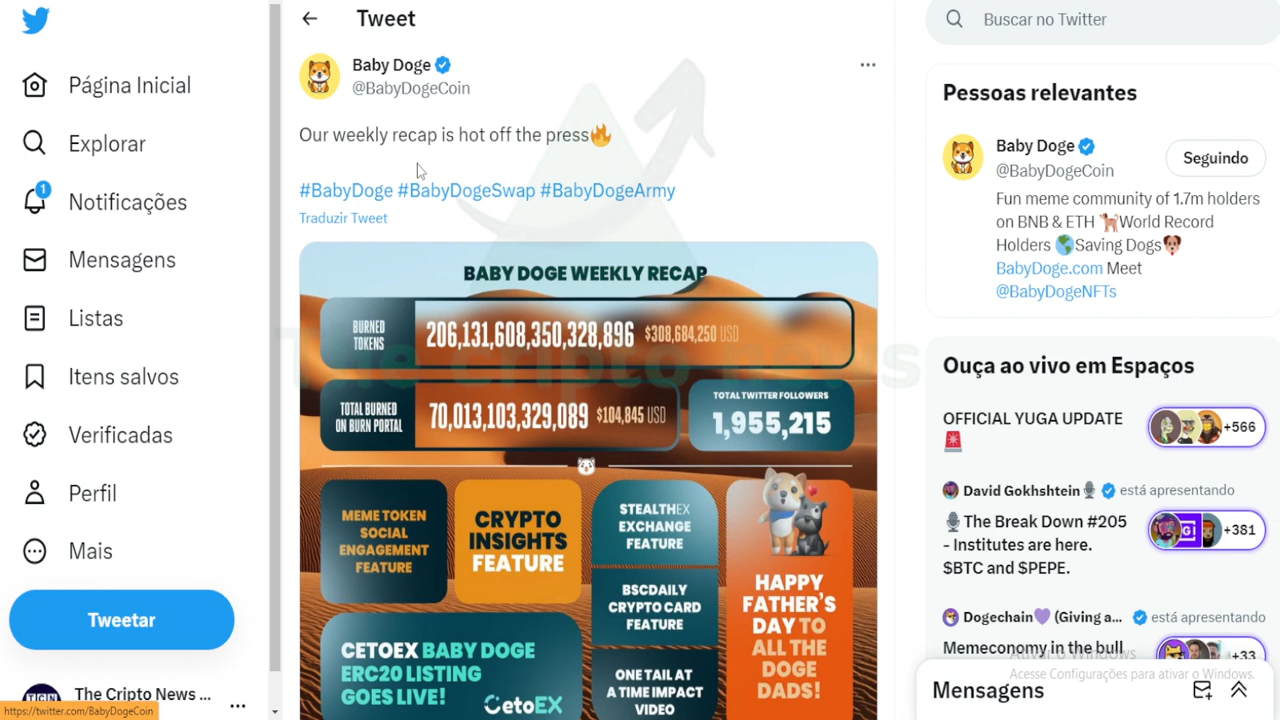 Página Inicial
Explorar
1
Notificações
Mensagens
Listas
Itens salvos
Verificadas
Perfil
Mais
Tweetar
TCN
The Cripto News ...
https://twitter.com/BabyDogeCoin
Tweet
Baby Doge
@BabyDogeCoin
Our weekly recap is hot off the press🔥
#BabyDoge #BabyDogeSwap #BabyDogeArmy
Traduzir Tweet
The cripto news
BABY DOGE WEEKLY RECAP
BURNED
TOKENS
206,131,608,350,328,896 $308,684,250 USD
TOTAL BURNED
ON BURN PORTAL
70,013,103,329,089 $104,845 USD
TOTAL TWITTER FOLLOWERS
1,955,215
MEME TOKEN
SOCIAL
ENGAGEMENT
FEATURE
CRYPTO
INSIGHTS
FEATURE
STEALTHEX
EXCHANGE
FEATURE
BSCDAILY
CRYPTO CARD
FEATURE
ONE TAIL AT
A TIME IMPACT
VIDEO
HAPPY
FATHER'S
DAY TO
ALL THE
DOGE
DADS!
CETOEX BABY DOGE
ERC20 LISTING
GOES LIVE!
CetoEX
Buscar no Twitter
Pessoas relevantes
Baby Doge
@BabyDogeCoin
Seguindo
Fun meme community of 1.7m holders
on BNB & ETH 🐕World Record
Holders 🌎Saving Dogs🐶
BabyDoge.com Meet
@BabyDogeNFTs
Ouça ao vivo em Espaços
OFFICIAL YUGA UPDATE
🚨
+566
David Gokhshtein🎙 está apresentando
🎙The Break Down #205
- Institutes are here.
$BTC and $PEPE.
+381
Dogechain💜 (Giving a... está apresentando
Memeconomy in the bull
+33
Ativar o Windows
Acesse Configurações para ativar o Windows.
Mensagens